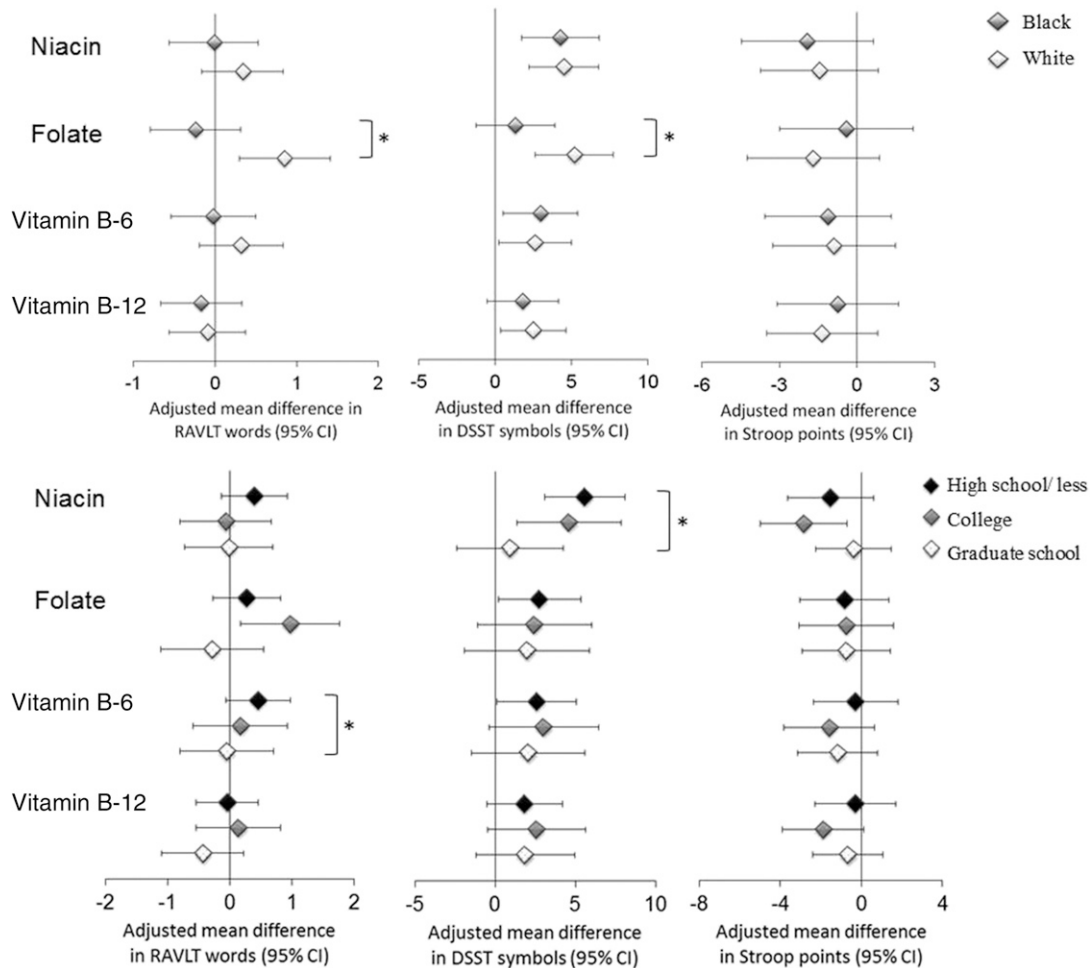 Niacin
Folate
*
*
Vitamin B-6
Vitamin B-12
Black
White
-1 0 1 2
-5 0 5 10
-6 -3 0 3
Adjusted mean difference in
RAVLT words (95% CI)
Adjusted mean difference
in DSST symbols (95% CI)
Adjusted mean difference
in Stroop points (95% CI)
Niacin
*
Folate
Vitamin B-6
*
Vitamin B-12
High school/ less
College
Graduate school
-2 -1 0 1 2
-5 0 5 10
-8 -4 0 4
Adjusted mean difference
in RAVLT words (95% CI)
Adjusted mean difference
in DSST symbols (95% CI)
Adjusted mean difference
in Stroop points (95% CI)